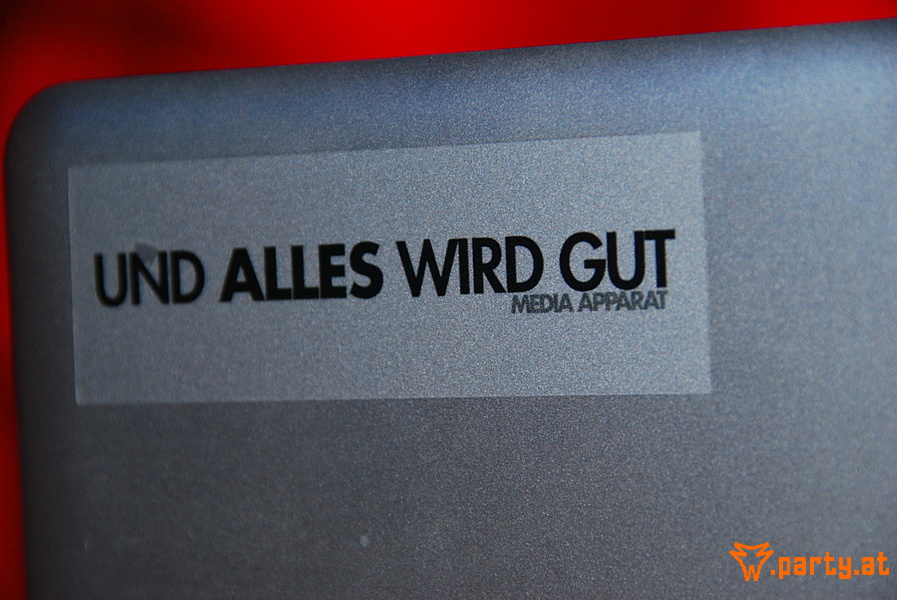 UND ALLES WIRD GUT
MEDIA APPARAT
.party.at